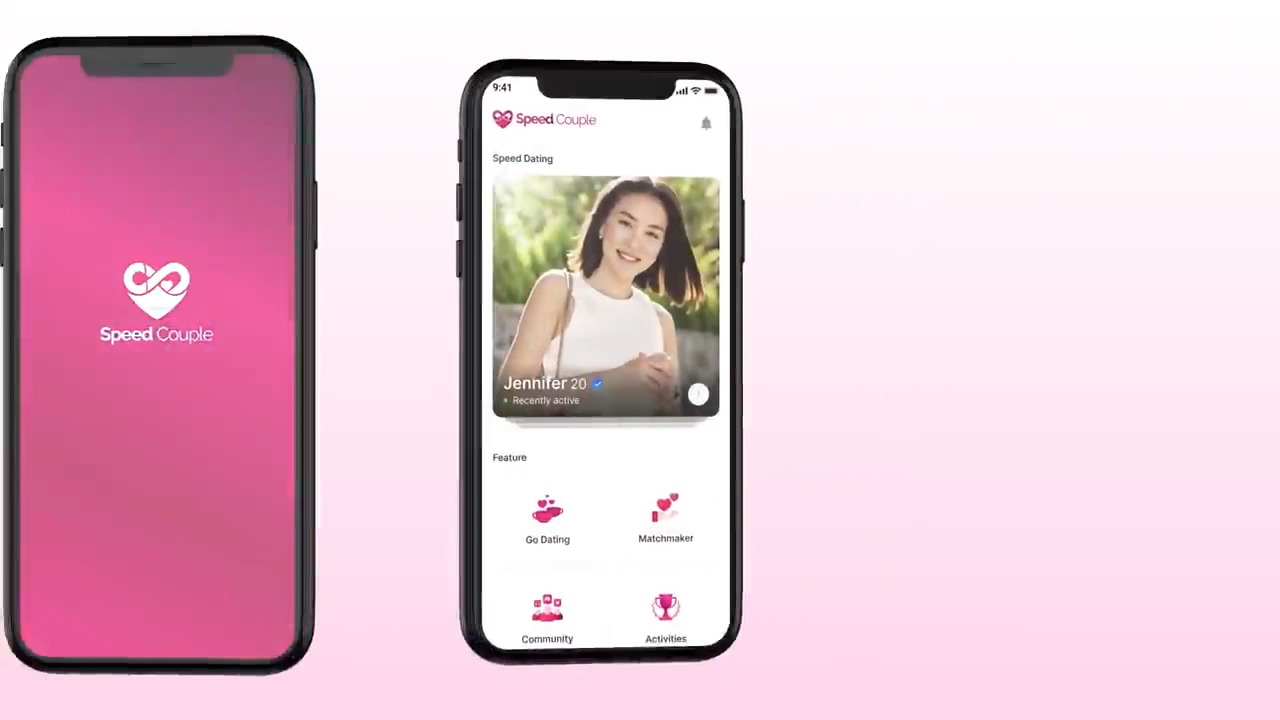 Speed Couple
9:41
Speed Couple
Speed Dating
Jennifer 20
Recently active
Feature
Go Dating
Matchmaker
Community
Activities